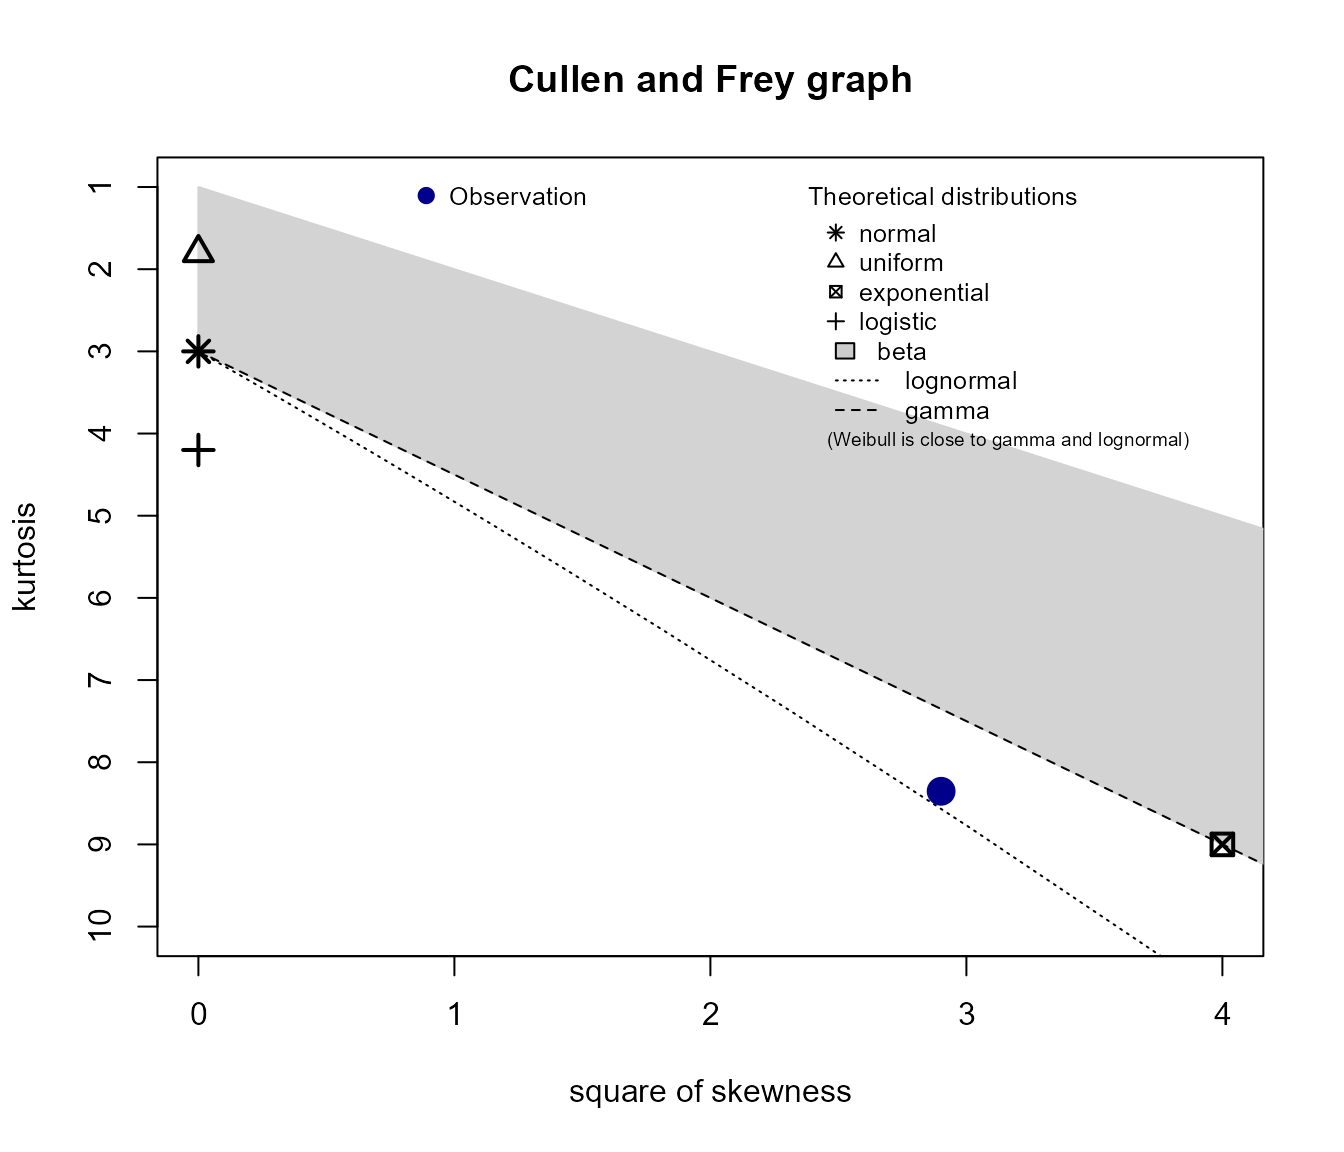 Cullen and Frey graph
Observation
Theoretical distributions
normal
uniform
exponential
logistic
beta
lognormal
gamma
(Weibull is close to gamma and lognormal)
kurtosis
1
2
3
4
5
6
7
8
9
10
0 1 2 3 4
square of skewness